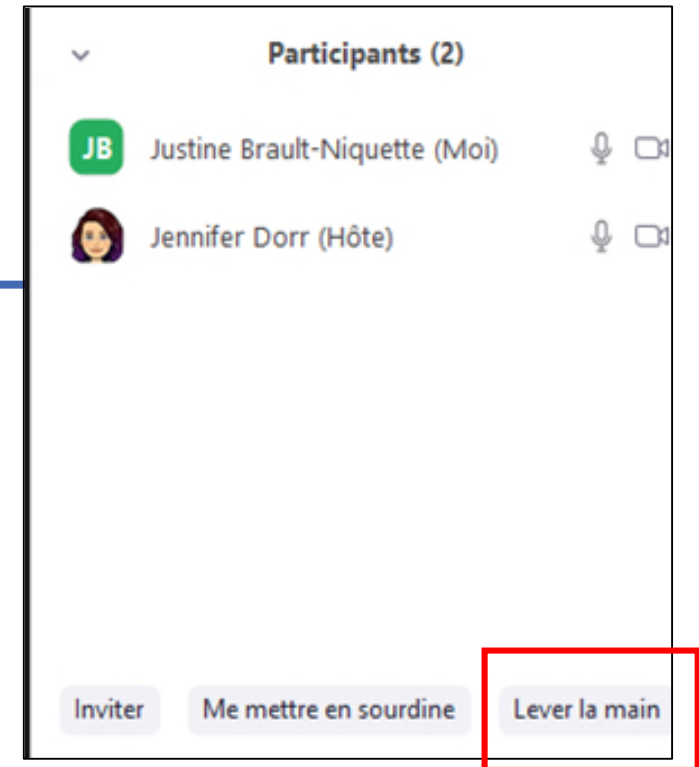 Participants (2)
JB Justine Brault-Niquette (Moi)
Jennifer Dorr (Hôte)
Inviter Me mettre en sourdine Lever la main